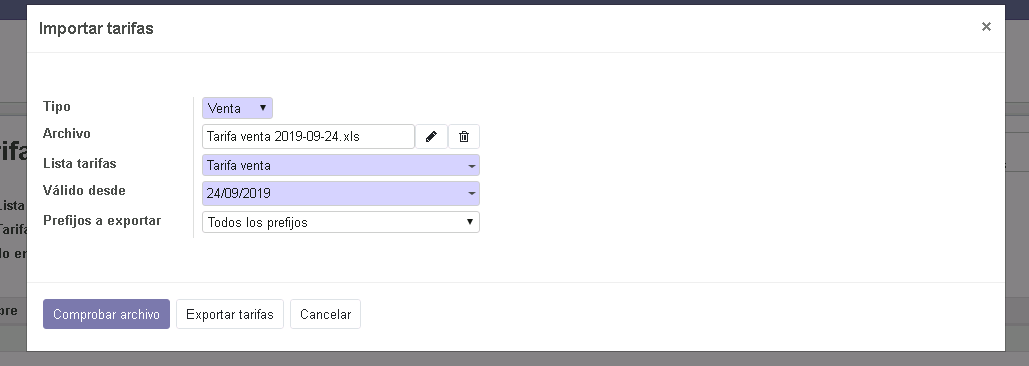 Importar tarifas ×
Tipo Venta
Archivo Tarifa venta 2019-09-24.xls
Lista tarifas Tarifa venta
Válido desde 24/09/2019
Prefijos a exportar Todos los prefijos
Comprobar archivo Exportar tarifas Cancelar